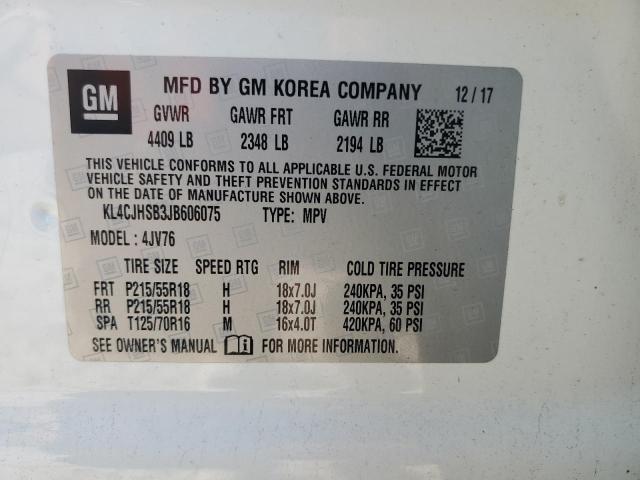 GM
MFD BY GM KOREA COMPANY 12/17
GVWR GAWR FRT GAWR RR
4409 LB 2348 LB 2194 LB
THIS VEHICLE CONFORMS TO ALL APPLICABLE U.S. FEDERAL MOTOR
VEHICLE SAFETY AND THEFT PREVENTION STANDARDS IN EFFECT
ON THE DATE OF MANUFACTURE SHOWN ABOVE.
KL4CJHSB3JB606075 TYPE: MPV
MODEL: 4JV76
TIRE SIZE SPEED RTG RIM COLD TIRE PRESSURE
FRT P215/55R18 H 18x7.0J 240KPA, 35 PSI
RR P215/55R18 H 18x7.0J 240KPA, 35 PSI
SPA T125/70R16 M 16x4.0T 420KPA, 60 PSI
SEE OWNER'S MANUAL FOR MORE INFORMATION.